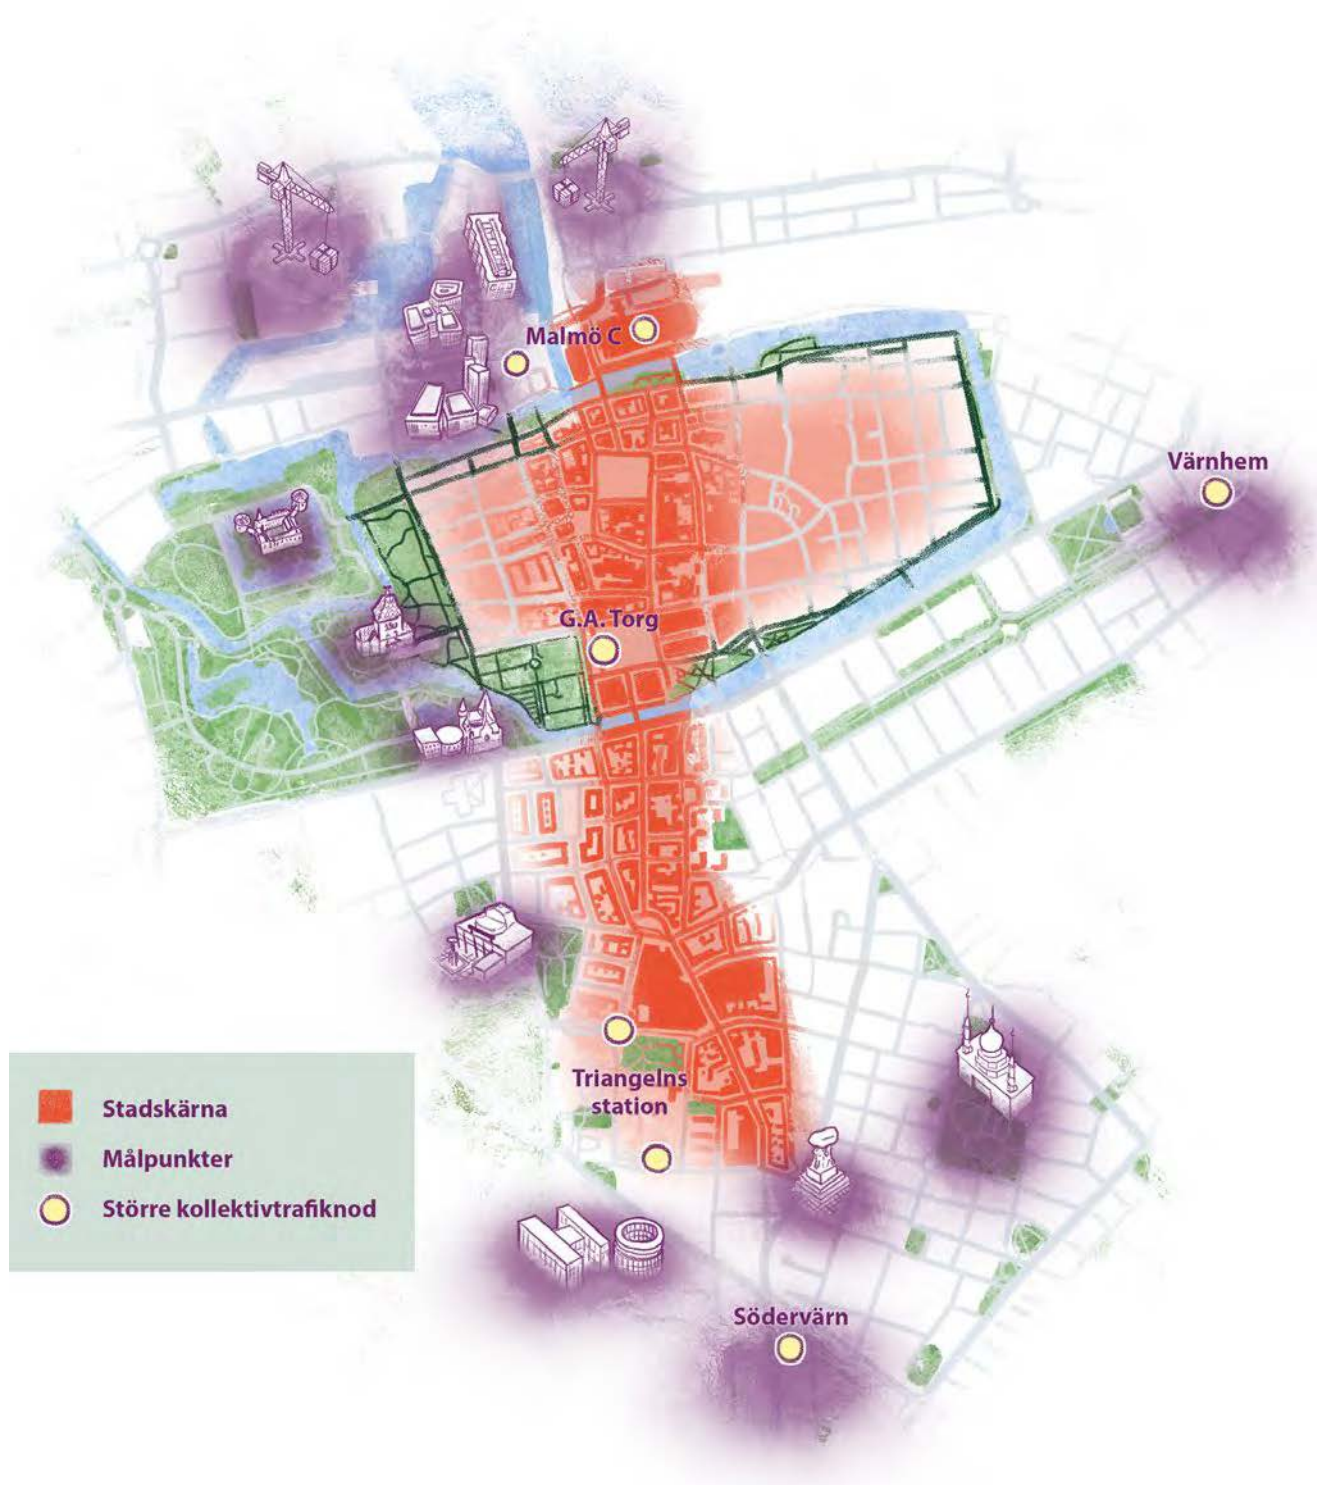 Malmö C
Värnhem
G.A. Torg
Triangelns
station
Stadskärna
Målpunkter
Större kollektivtrafiknod
Södervärn